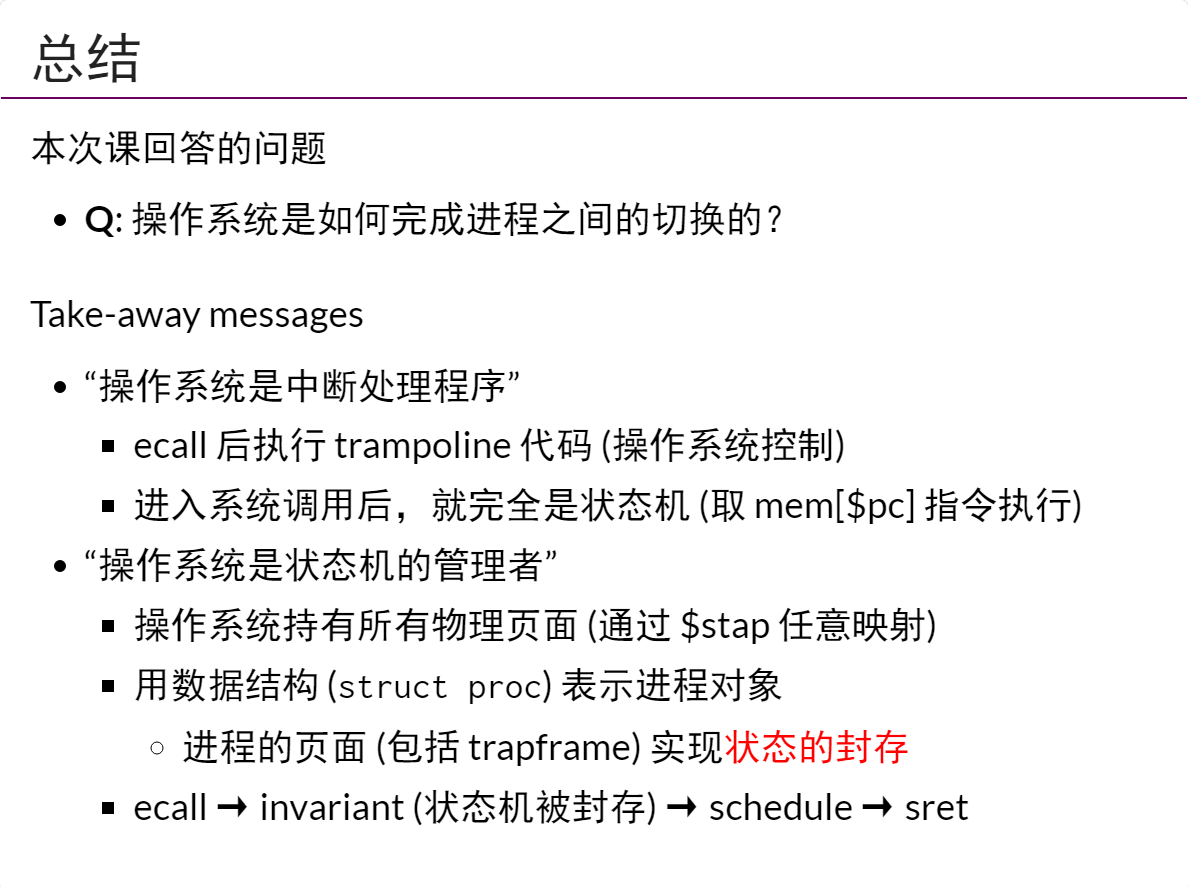 总结
本次课回答的问题
• Q: 操作系统是如何完成进程之间的切换的？
Take-away messages
• “操作系统是中断处理程序”
▪ ecall 后执行 trampoline 代码 (操作系统控制)
▪ 进入系统调用后，就完全是状态机 (取 mem[$pc] 指令执行)
• “操作系统是状态机的管理者”
▪ 操作系统持有所有物理页面 (通过 $stap 任意映射)
▪ 用数据结构 (struct proc) 表示进程对象
◦ 进程的页面 (包括 trapframe) 实现状态的封存
▪ ecall → invariant (状态机被封存) → schedule → sret